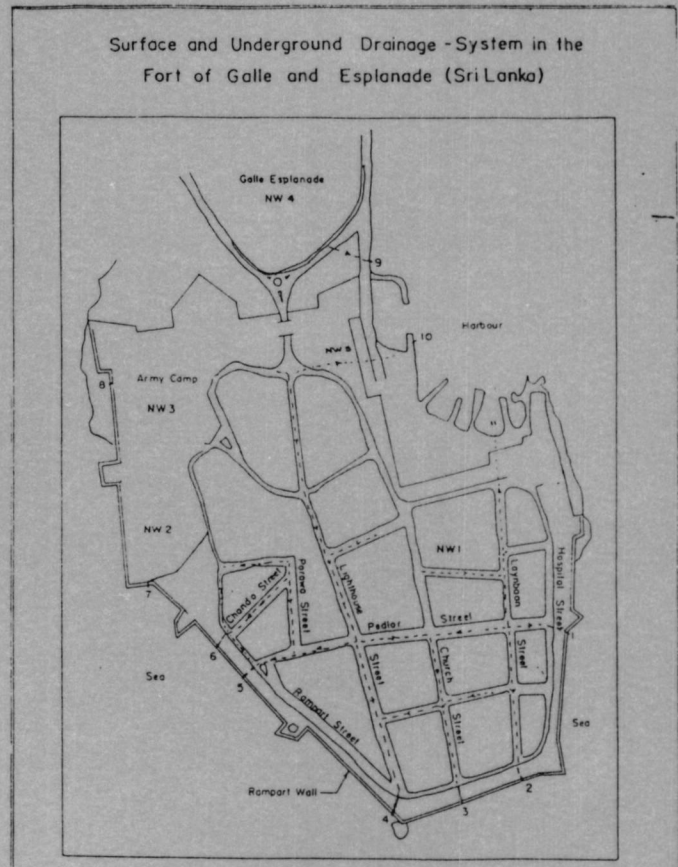 Surface and Underground Drainage - System in the
Fort of Galle and Esplanade (Sri Lanka)
Galle Esplanade
NW 4
9
10
Harbour
NW 5
8
Army Camp
NW 3
11
NW 2
NW 1
Hospital Street
Laynbaan
Street
Lighthouse
Street
Parawa Street
Chando Street
Pedlar Street
Church
Street
1
7
6
5
Sea
Rampart Street
Sea
Rampart Wall
4
3
2